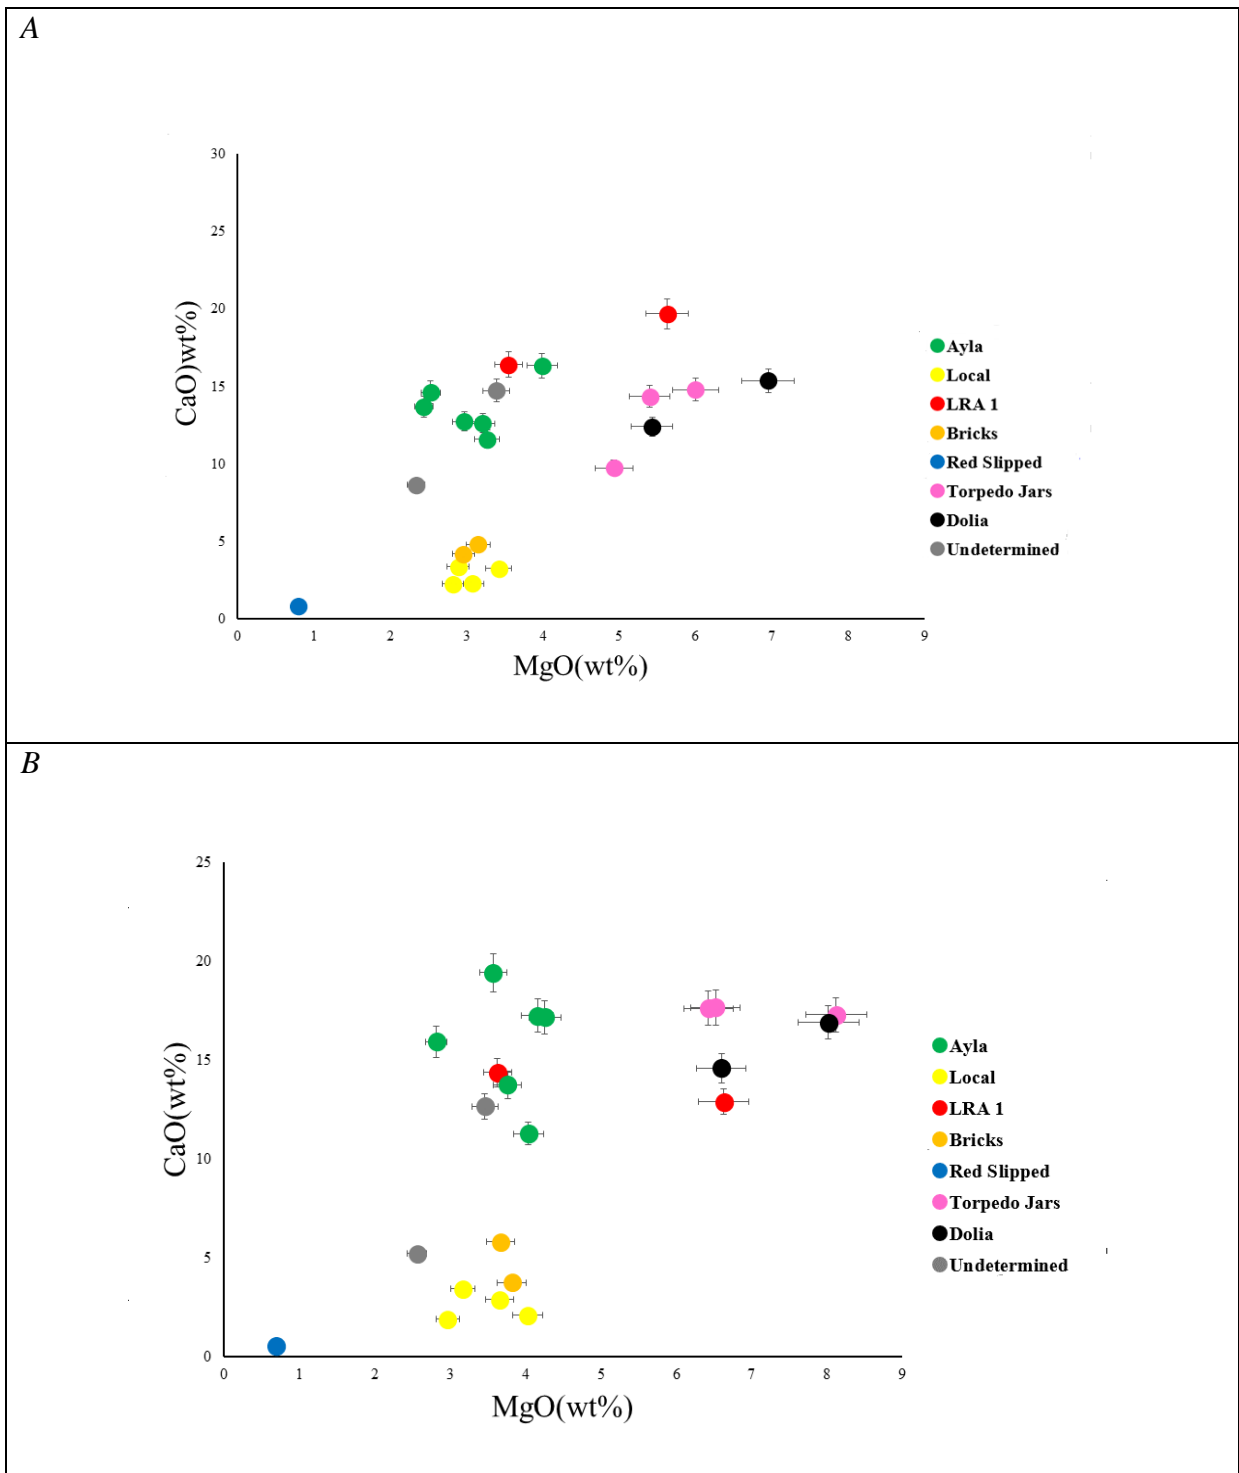 A
30
25
20
15
10
5
0
CaO)wt%)
0 1 2 3 4 5 6 7 8 9
MgO(wt%)
Ayla
Local
LRA 1
Bricks
Red Slipped
Torpedo Jars
Dolia
Undetermined
B
25
20
15
10
5
0
CaO(wt%)
0 1 2 3 4 5 6 7 8 9
MgO(wt%)
Ayla
Local
LRA 1
Bricks
Red Slipped
Torpedo Jars
Dolia
Undetermined